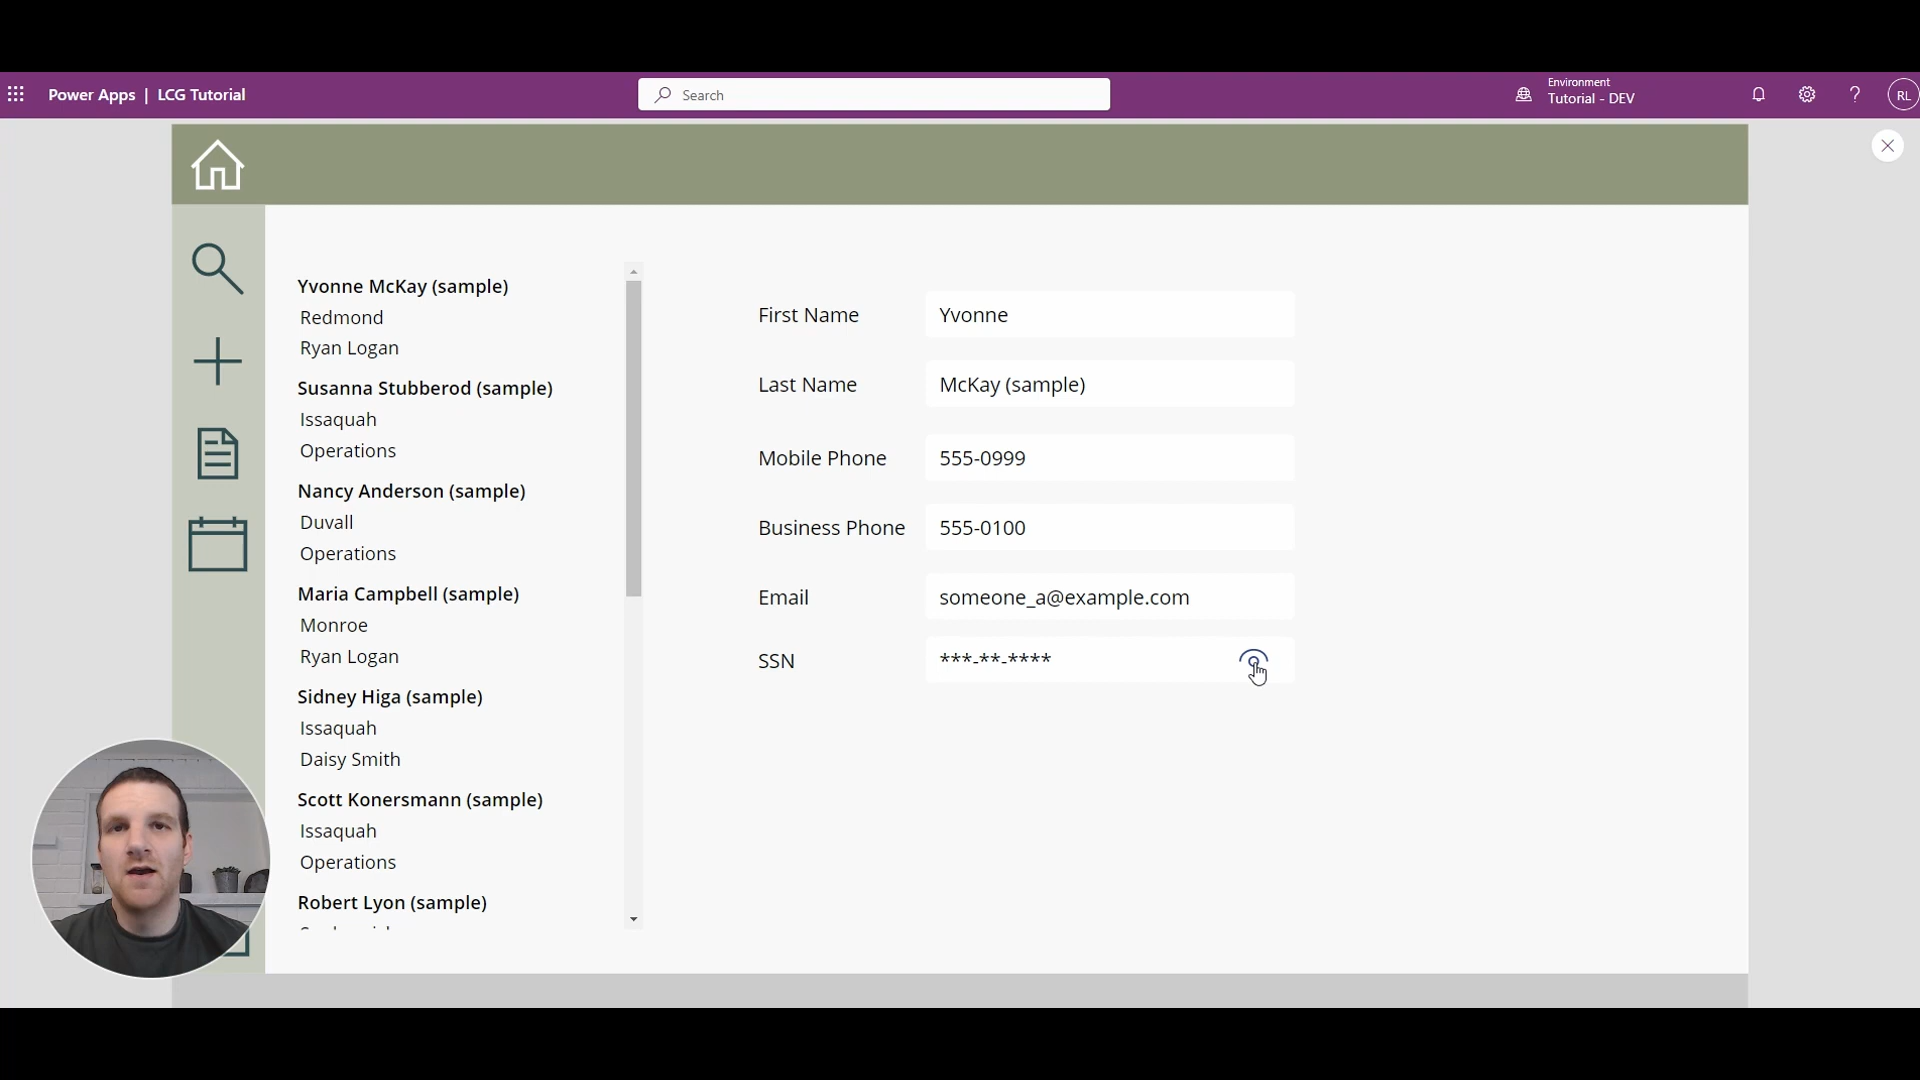 Power Apps | LCG Tutorial
Search
Environment
Tutorial - DEV
?
RL
Yvonne McKay (sample)
Redmond
Ryan Logan
Susanna Stubberod (sample)
Issaquah
Operations
Nancy Anderson (sample)
Duvall
Operations
Maria Campbell (sample)
Monroe
Ryan Logan
Sidney Higa (sample)
Issaquah
Daisy Smith
Scott Konersmann (sample)
Issaquah
Operations
Robert Lyon (sample)
First Name Yvonne
Last Name McKay (sample)
Mobile Phone 555-0999
Business Phone 555-0100
Email someone_a@example.com
SSN ***-**-****